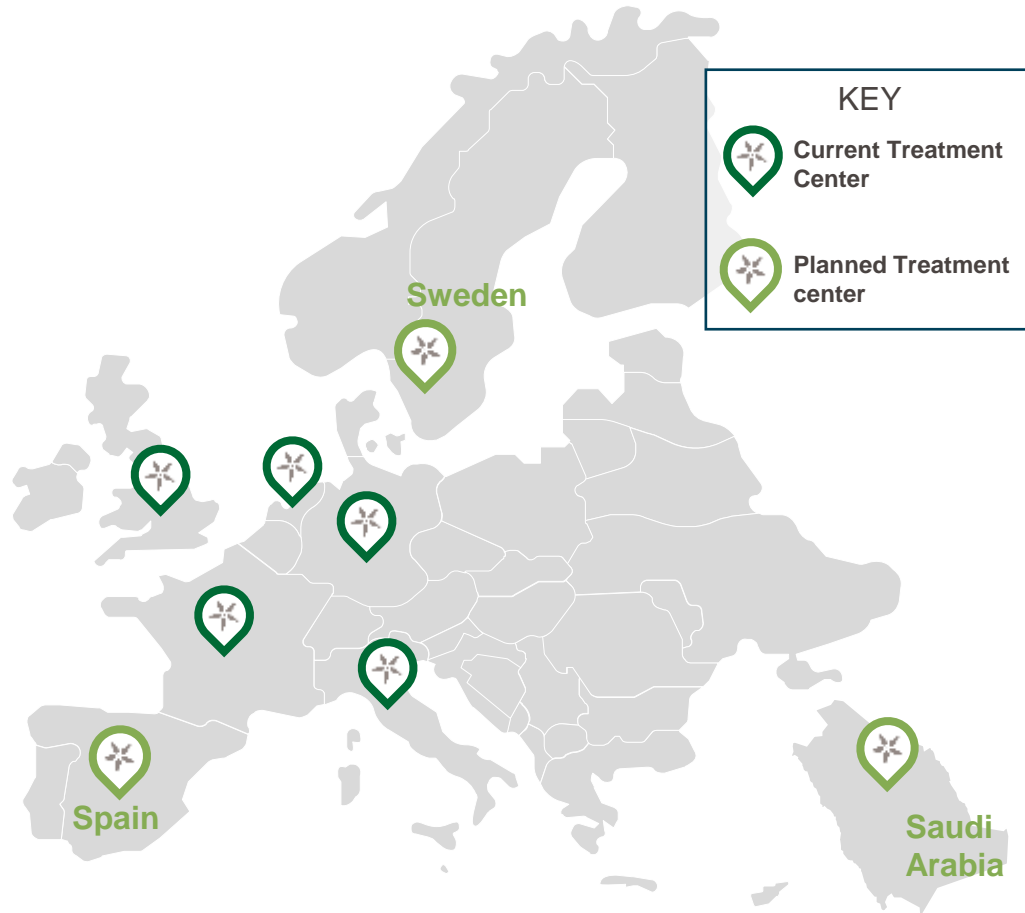 KEY
Current Treatment
Center
Planned Treatment
center
Sweden
Spain
Saudi
Arabia